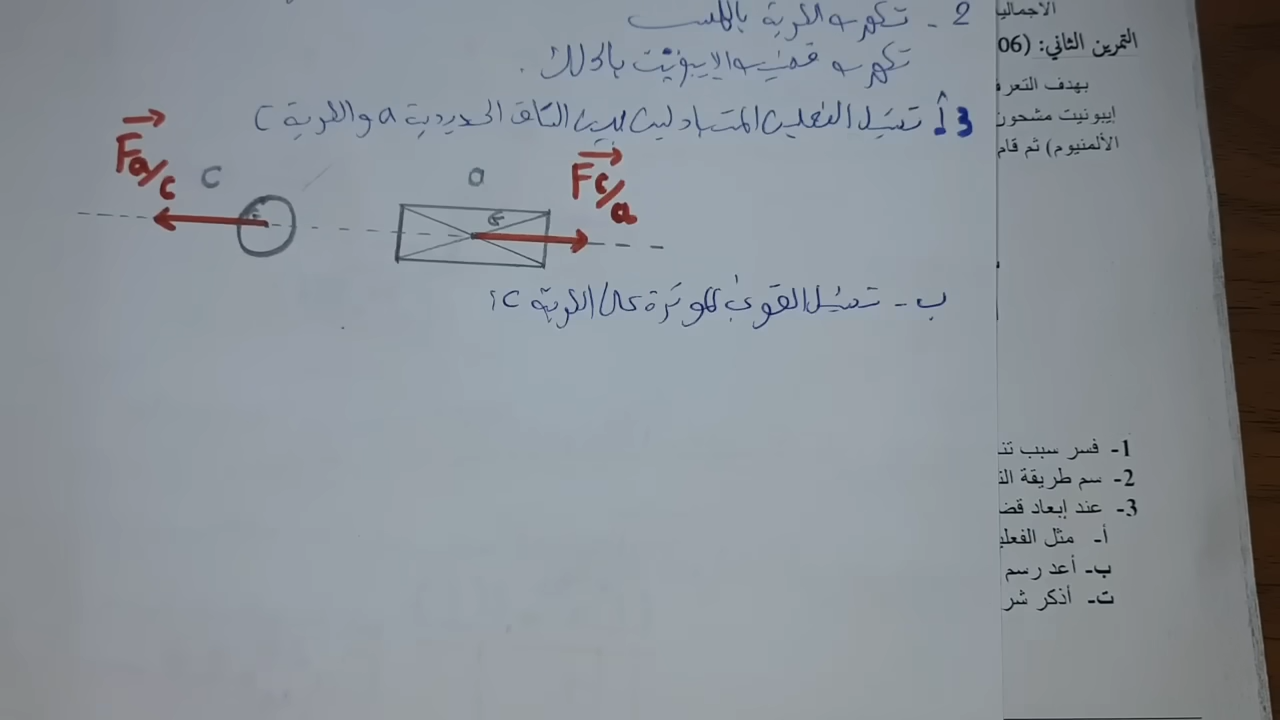 2 - تكهرب الكرية باللمس
تكهرب قضيب الإيبونيت بالدلك.
3 أ تمثيل الفعلين المتبادلين بين الساق الحديدية a والكرية C
Fa/c
C
a
Fc/a
ب - تمثيل القوى المؤثرة على الكرية C:
الاجماليا
التمرين الثاني: (06
بهدف التعرف
إيبونيت مشحون
الألمنيوم) ثم قام
1- فسر سبب تن
2- سم طريقة الت
3- عند إبعاد قض
أ- مثل الفعلي
ب- أعد رسم
ت- أذكر شر